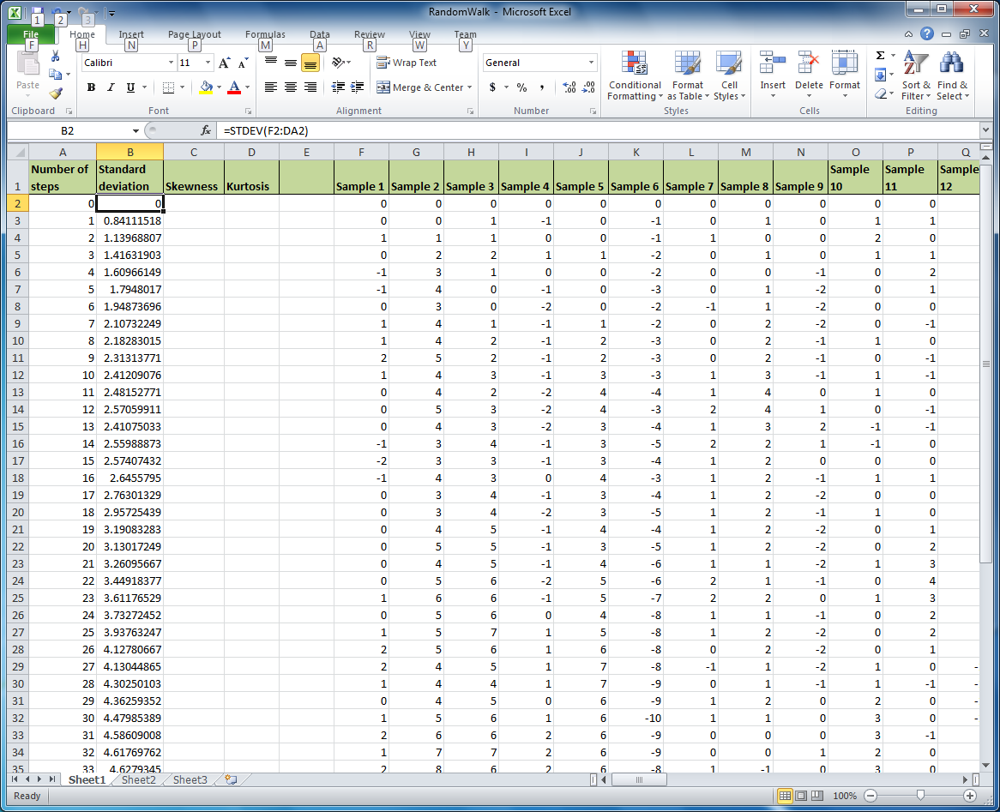 RandomWalk - Microsoft Excel
1 2 3
File Home Insert Page Layout Formulas Data Review View Team
F H N P M A R W Y
Calibri 11 Wrap Text General
Paste B I U Merge & Center $ % , Conditional Formatting Format as Table Cell Styles Insert Delete Format Sort & Filter Find & Select
Clipboard Font Alignment Number Styles Cells Editing
B2 fx =STDEV(F2:DA2)
A B C D E F G H I J K L M N O P Q
1 Number of steps Standard deviation Skewness Kurtosis Sample 1 Sample 2 Sample 3 Sample 4 Sample 5 Sample 6 Sample 7 Sample 8 Sample 9 Sample 10 Sample 11 Sample 12
2 0 0 0 0 0 0 0 0 0 0 0 0 0
3 1 0.84111518 0 0 1 -1 0 -1 0 1 0 1 1
4 2 1.13968807 1 1 1 0 0 -1 1 0 0 2 0
5 3 1.41631903 0 2 2 1 1 -2 0 1 0 1 1
6 4 1.60966149 -1 3 1 0 0 -2 0 0 -1 0 2
7 5 1.7948017 -1 4 0 -1 0 -3 0 1 -2 0 1
8 6 1.94873696 0 3 0 -2 0 -2 -1 1 -2 0 0
9 7 2.10732249 1 4 1 -1 1 -2 0 2 -2 0 -1
10 8 2.18283015 1 4 2 -1 2 -3 0 2 -1 1 0
11 9 2.31313771 2 5 2 -1 2 -3 0 2 -1 0 -1
12 10 2.41209076 1 4 3 -1 3 -3 1 3 -1 1 -1
13 11 2.48152771 0 4 2 -2 4 -4 1 4 0 1 0
14 12 2.57059911 0 5 3 -2 4 -3 2 4 1 0 -1
15 13 2.41075033 0 4 3 -2 3 -4 1 3 2 -1 -1
16 14 2.55988873 -1 3 4 -1 3 -5 2 2 1 -1 0
17 15 2.57407432 -2 3 3 -1 3 -4 1 2 0 0 0
18 16 2.6455795 -1 4 3 0 4 -3 1 2 -1 1 1
19 17 2.76301329 0 3 4 -1 3 -4 1 2 -2 0 0
20 18 2.95725439 0 3 4 -2 3 -5 1 2 -1 1 0
21 19 3.19083283 0 4 5 -1 4 -4 1 2 -2 0 1
22 20 3.13017249 0 5 5 -1 3 -5 1 2 -2 0 2
23 21 3.26095667 0 4 5 -1 4 -6 1 1 -2 1 3
24 22 3.44918377 0 5 6 -2 5 -6 2 1 -1 0 4
25 23 3.61176529 1 6 6 -1 5 -7 2 2 0 1 3
26 24 3.73272452 0 5 6 0 4 -8 1 1 -1 0 2
27 25 3.93763247 1 5 7 1 5 -8 1 2 -2 0 2
28 26 4.12780667 2 5 6 1 6 -8 0 2 -2 0 1
29 27 4.13044865 2 4 5 1 7 -8 -1 1 -2 1 0 -
30 28 4.30250103 1 4 4 1 7 -9 0 1 -1 1 -1 -
31 29 4.36259352 0 4 5 0 6 -9 1 2 0 2 0 -
32 30 4.47985389 1 5 6 1 6 -10 1 1 0 3 0 -
33 31 4.58609008 2 6 6 2 6 -9 0 0 0 3 -1
34 32 4.61769762 1 7 7 2 6 -9 0 0 1 2 0
35 33 4.6279345 2 8 6 2 6 -8 1 -1 0 3 0
Sheet1 Sheet2 Sheet3
Ready 100%